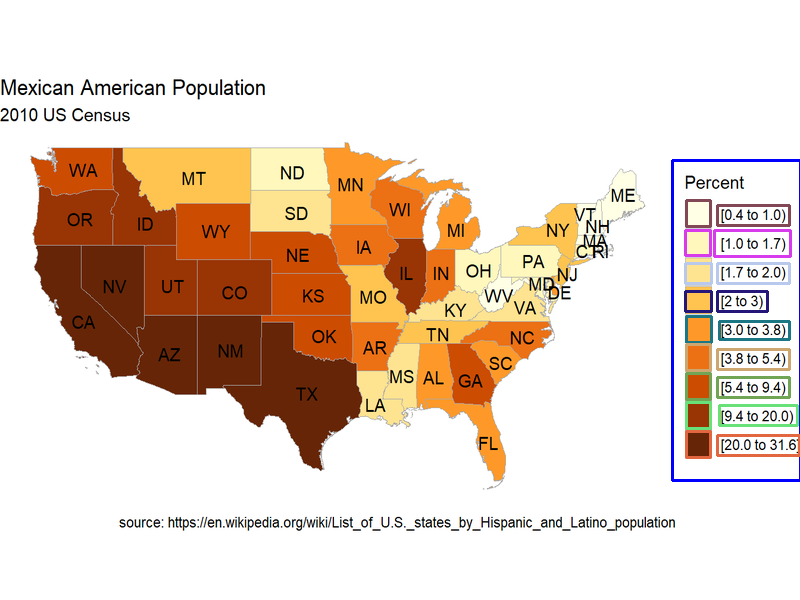 Mexican American Population
2010 US Census
WA
MT
ND
MN
ME
OR
ID
SD
WI
MI
NY
VT
NH
MA
CT
RI
WY
IA
NE
IL
IN
OH
PA
NJ
MD
DE
NV
UT
CO
KS
MO
KY
WV
VA
CA
AZ
NM
OK
AR
TN
NC
SC
TX
LA
MS
AL
GA
FL
Percent
[0.4 to 1.0)
[1.0 to 1.7)
[1.7 to 2.0)
[2 to 3)
[3.0 to 3.8)
[3.8 to 5.4)
[5.4 to 9.4)
[9.4 to 20.0)
[20.0 to 31.6
source: https://en.wikipedia.org/wiki/List_of_U.S._states_by_Hispanic_and_Latino_population